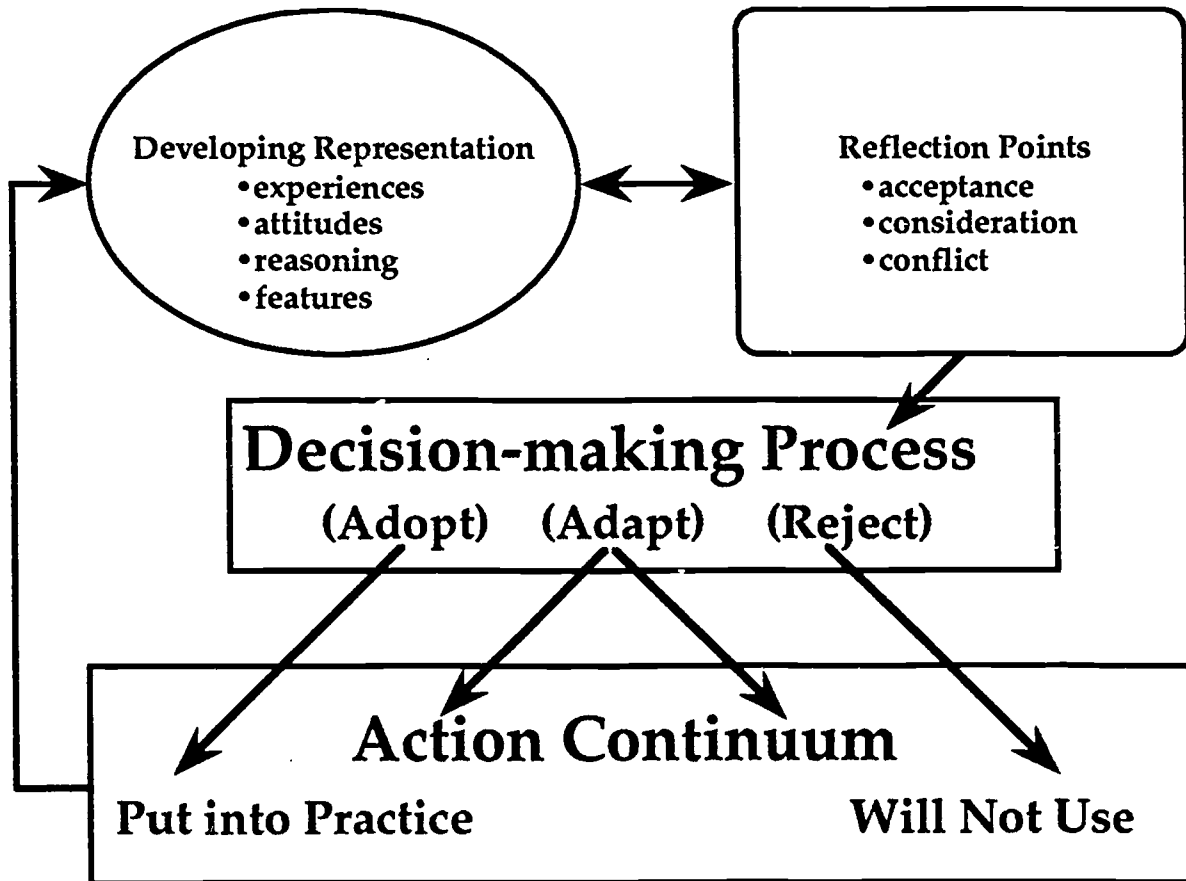 Developing Representation
•experiences
•attitudes
•reasoning
•features
Reflection Points
•acceptance
•consideration
•conflict
Decision-making Process
(Adopt) (Adapt) (Reject)
Action Continuum
Put into Practice Will Not Use